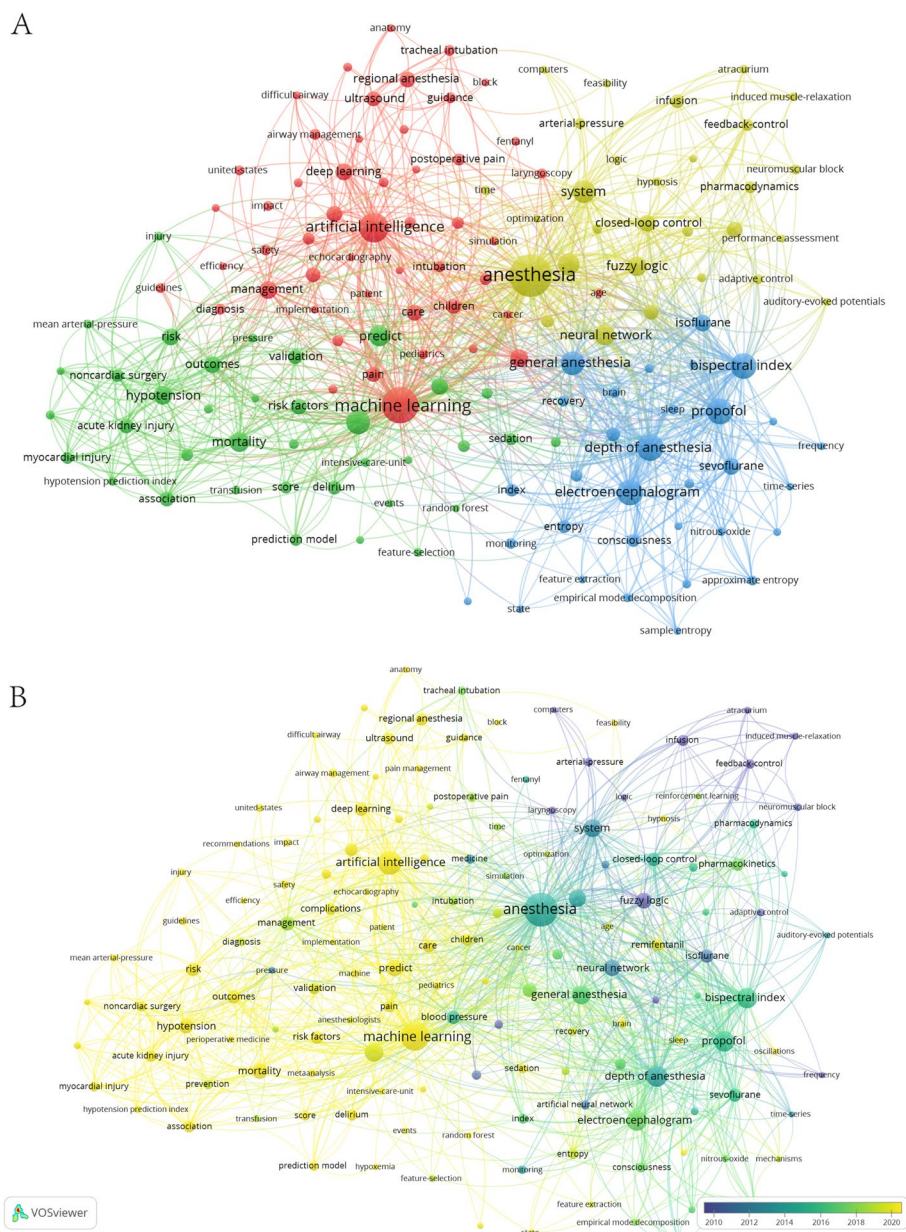 A
anatomy
tracheal intubation
regional anesthesia
block
difficult airway
ultrasound
guidance
computers
feasibility
atracurium
infusion
induced muscle-relaxation
arterial-pressure
feedback-control
airway management
fentanyl
united-states
deep learning
postoperative pain
laryngoscopy
logic
neuromuscular block
time
system
hypnosis
pharmacodynamics
impact
artificial intelligence
optimization
closed-loop control
injury
simulation
performance assessment
safety
echocardiography
efficiency
intubation
anesthesia
fuzzy logic
adaptive control
guidelines
management
patient
age
auditory-evoked potentials
diagnosis
implementation
care
children
cancer
mean arterial-pressure
risk
pressure
predict
neural network
isoflurane
noncardiac surgery
outcomes
validation
pediatrics
general anesthesia
bispectral index
pain
brain
hypotension
risk factors
machine learning
recovery
sleep
propofol
acute kidney injury
mortality
sedation
depth of anesthesia
frequency
myocardial injury
intensive-care-unit
sevoflurane
hypotension prediction index
transfusion
score
delirium
index
electroencephalogram
time-series
association
events
random forest
entropy
nitrous-oxide
prediction model
feature-selection
monitoring
consciousness
feature extraction
approximate entropy
state
empirical mode decomposition
sample entropy
B
anatomy
tracheal intubation
regional anesthesia
block
computers
feasibility
atracurium
difficult airway
ultrasound
guidance
infusion
induced muscle-relaxation
arterial-pressure
feedback-control
airway management
pain management
fentanyl
united-states
deep learning
postoperative pain
laryngoscopy
logic
reinforcement learning
neuromuscular block
time
system
hypnosis
pharmacodynamics
recommendations
impact
artificial intelligence
medicine
optimization
closed-loop control
pharmacokinetics
injury
simulation
safety
echocardiography
efficiency
intubation
anesthesia
fuzzy logic
adaptive control
guidelines
management
complications
patient
age
auditory-evoked potentials
diagnosis
implementation
care
children
cancer
remifentanil
mean arterial-pressure
risk
pressure
machine
predict
neural network
isoflurane
noncardiac surgery
outcomes
validation
pediatrics
general anesthesia
bispectral index
pain
hypotension
anesthesiologists
blood pressure
brain
perioperative medicine
risk factors
machine learning
recovery
sleep
propofol
oscillations
acute kidney injury
mortality
metaanalysis
sedation
depth of anesthesia
frequency
myocardial injury
prevention
intensive-care-unit
sevoflurane
hypotension prediction index
artificial neural network
transfusion
score
delirium
index
electroencephalogram
time-series
association
events
random forest
entropy
nitrous-oxide
mechanisms
prediction model
hypoxemia
feature-selection
monitoring
consciousness
feature extraction
empirical mode decomposition
VOSviewer
2010 2012 2014 2016 2018 2020